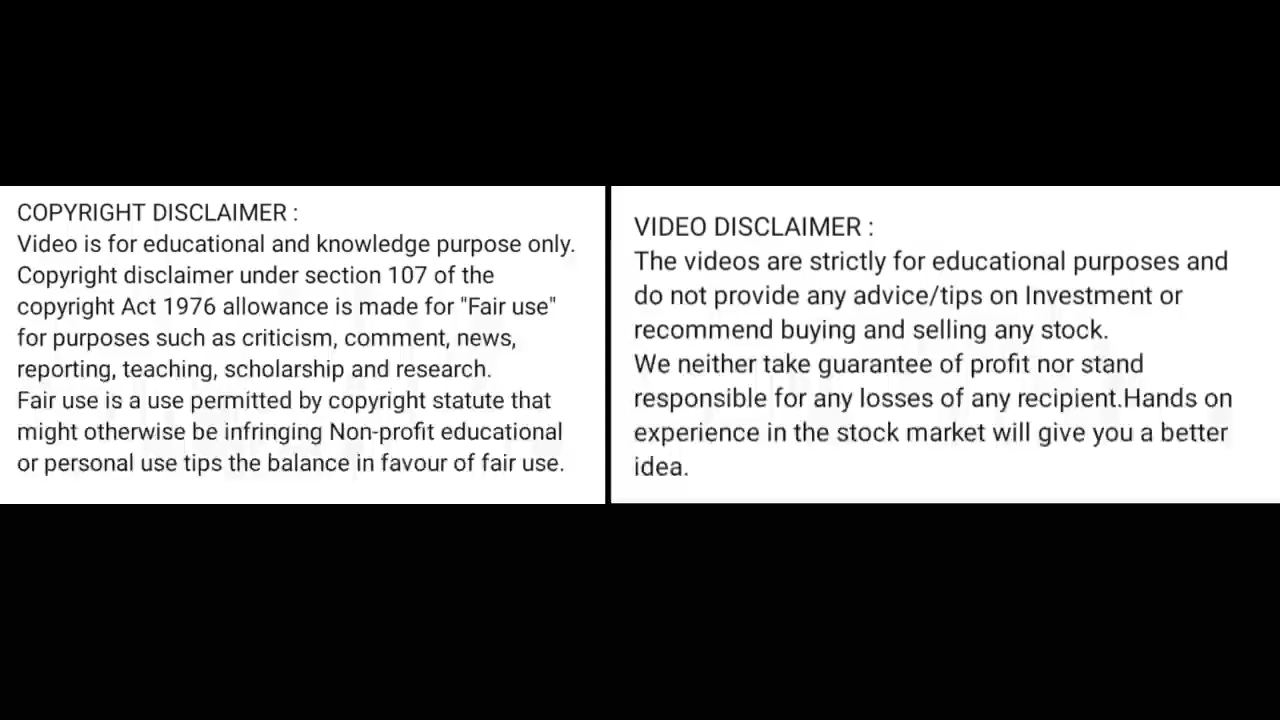 COPYRIGHT DISCLAIMER :
Video is for educational and knowledge purpose only.
Copyright disclaimer under section 107 of the
copyright Act 1976 allowance is made for "Fair use"
for purposes such as criticism, comment, news,
reporting, teaching, scholarship and research.
Fair use is a use permitted by copyright statute that
might otherwise be infringing Non-profit educational
or personal use tips the balance in favour of fair use.
VIDEO DISCLAIMER :
The videos are strictly for educational purposes and
do not provide any advice/tips on Investment or
recommend buying and selling any stock.
We neither take guarantee of profit nor stand
responsible for any losses of any recipient.Hands on
experience in the stock market will give you a better
idea.